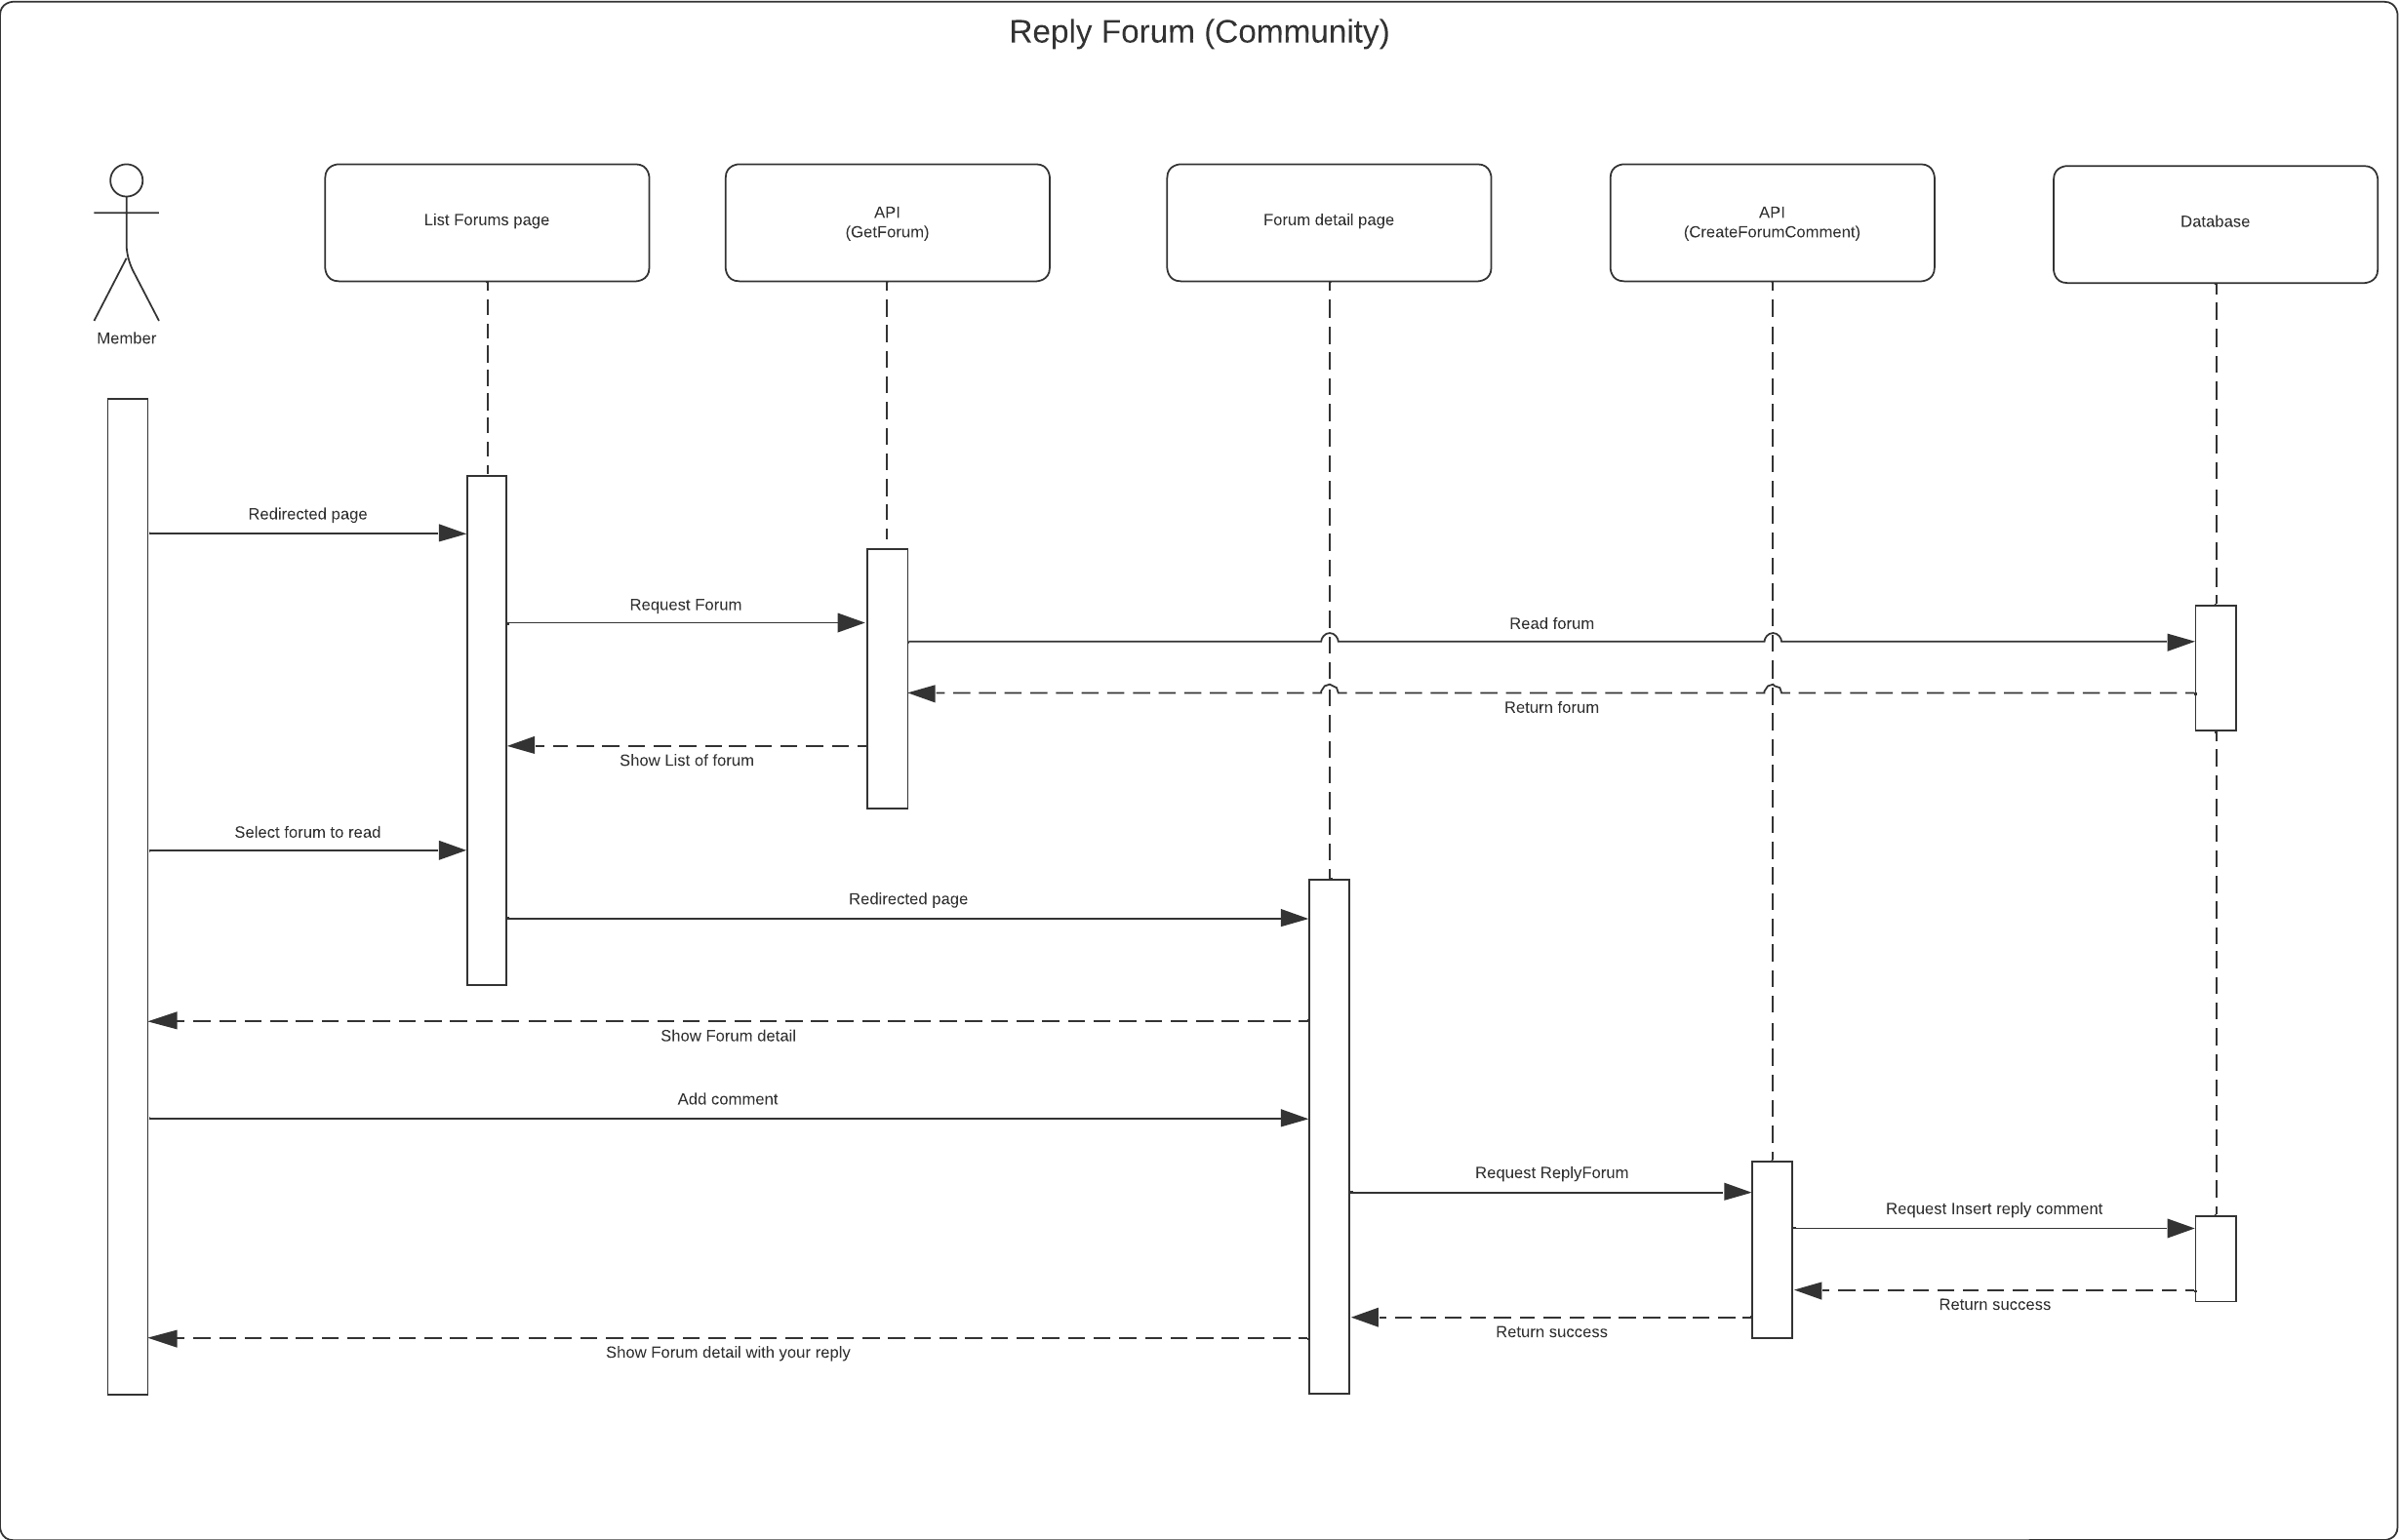 Reply Forum (Community)
Member
List Forums page
API
(GetForum)
Forum detail page
API
(CreateForumComment)
Database
Redirected page
Request Forum
Read forum
Return forum
Show List of forum
Select forum to read
Redirected page
Show Forum detail
Add comment
Request ReplyForum
Request Insert reply comment
Return success
Return success
Show Forum detail with your reply